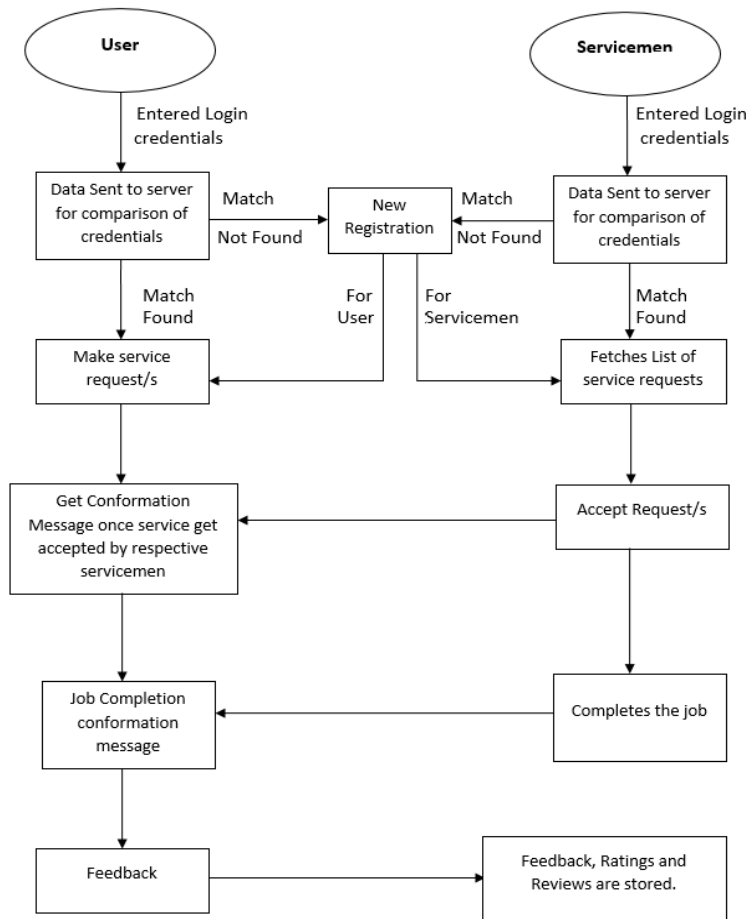 User
Servicemen
Entered Login
credentials
Entered Login
credentials
Data Sent to server
for comparison of
credentials
Match
Not Found
New
Registration
Match
Not Found
Data Sent to server
for comparison of
credentials
Match
Found
For
User
For
Servicemen
Match
Found
Make service
request/s
Fetches List of
service requests
Get Conformation
Message once service get
accepted by respective
servicemen
Accept Request/s
Job Completion
conformation
message
Completes the job
Feedback
Feedback, Ratings and
Reviews are stored.